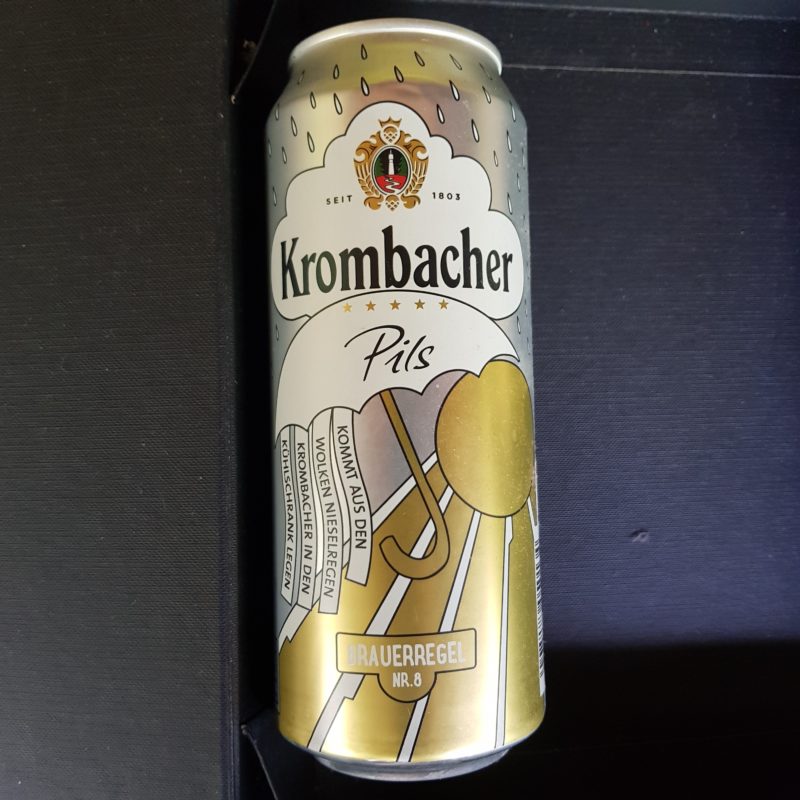 SEIT 1803
Krombacher
Pils
KOMMT AUS DEN
WOLKEN NIESELREGEN
KROMBACHER IN DEN
KÜHLSCHRANK LEGEN
BRAUERREGEL
NR.8